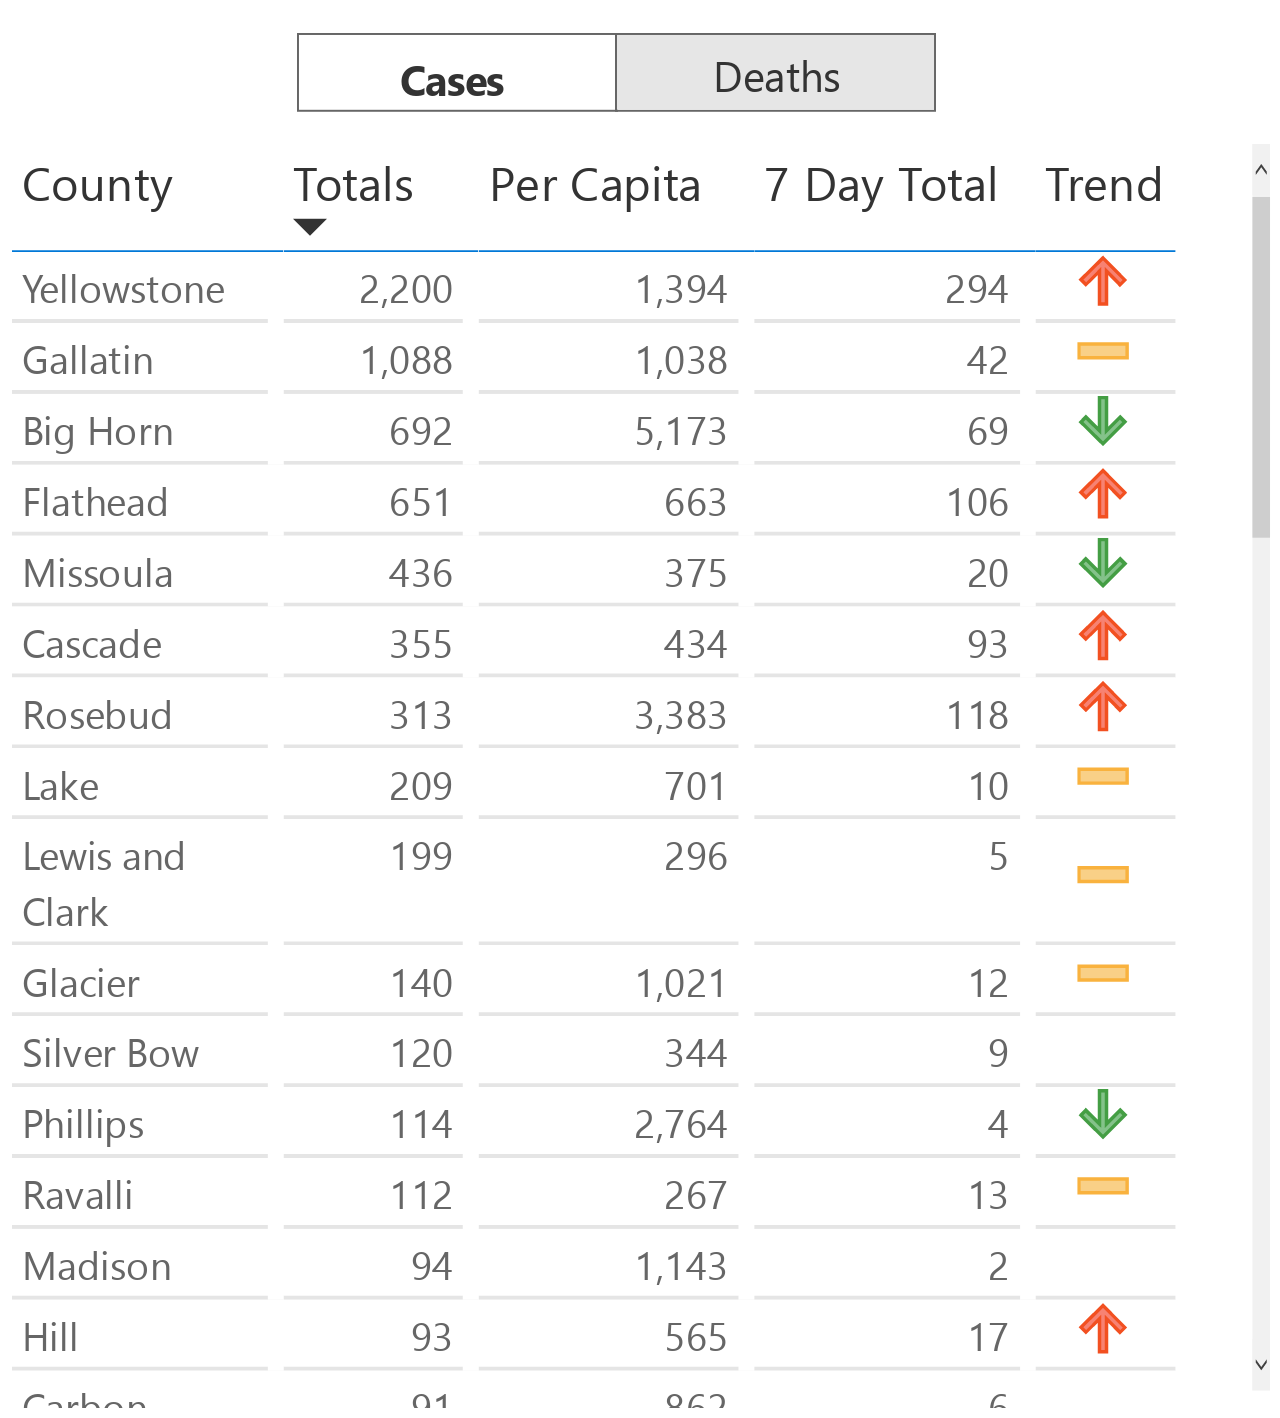 Cases Deaths
County Totals Per Capita 7 Day Total Trend
Yellowstone 2,200 1,394 294
Gallatin 1,088 1,038 42
Big Horn 692 5,173 69
Flathead 651 663 106
Missoula 436 375 20
Cascade 355 434 93
Rosebud 313 3,383 118
Lake 209 701 10
Lewis and 199 296 5
Clark
Glacier 140 1,021 12
Silver Bow 120 344 9
Phillips 114 2,764 4
Ravalli 112 267 13
Madison 94 1,143 2
Hill 93 565 17
Carbon 91 862 6